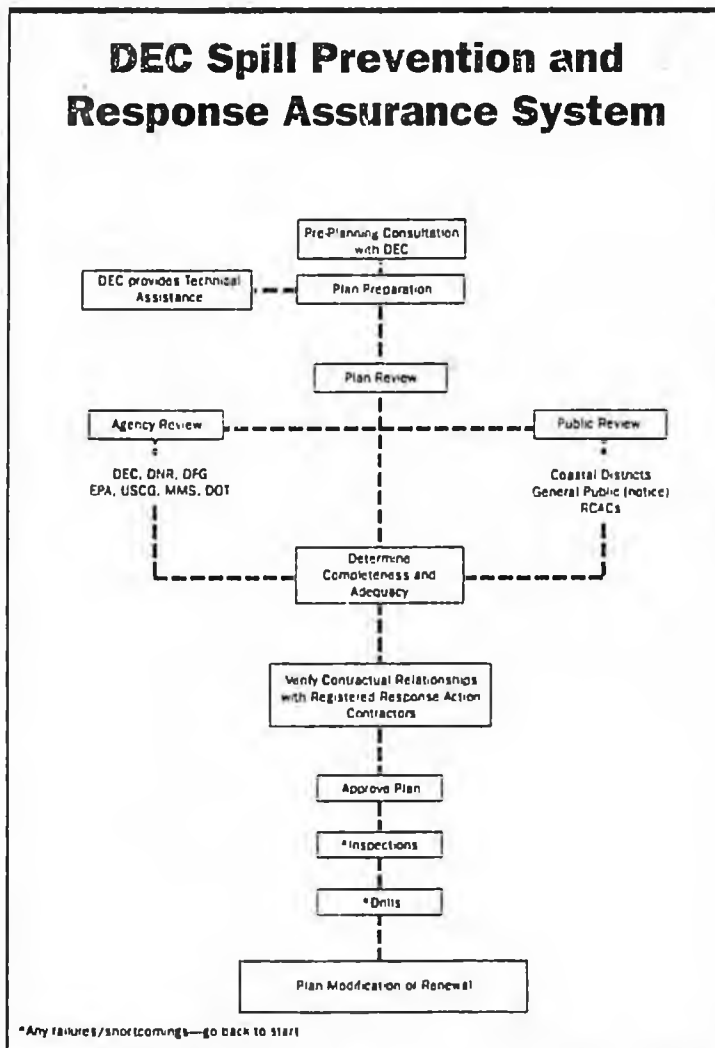 DEC Spill Prevention and
Response Assurance System
Pre-Planning Consultation
with DEC
DEC provides Technical
Assistance
Plan Preparation
Plan Review
Agency Review
Public Review
DEC, DNR, DFG
EPA, USCG, MMS, DOT
Coastal Districts
General Public (notice)
RCACs
Determine
Completeness and
Adequacy
Verify Contractual Relationships
with Registered Response Action
Contractors
Approve Plan
*Inspections
*Drills
Plan Modification or Renewal
*Any failures/shortcomings—go back to start